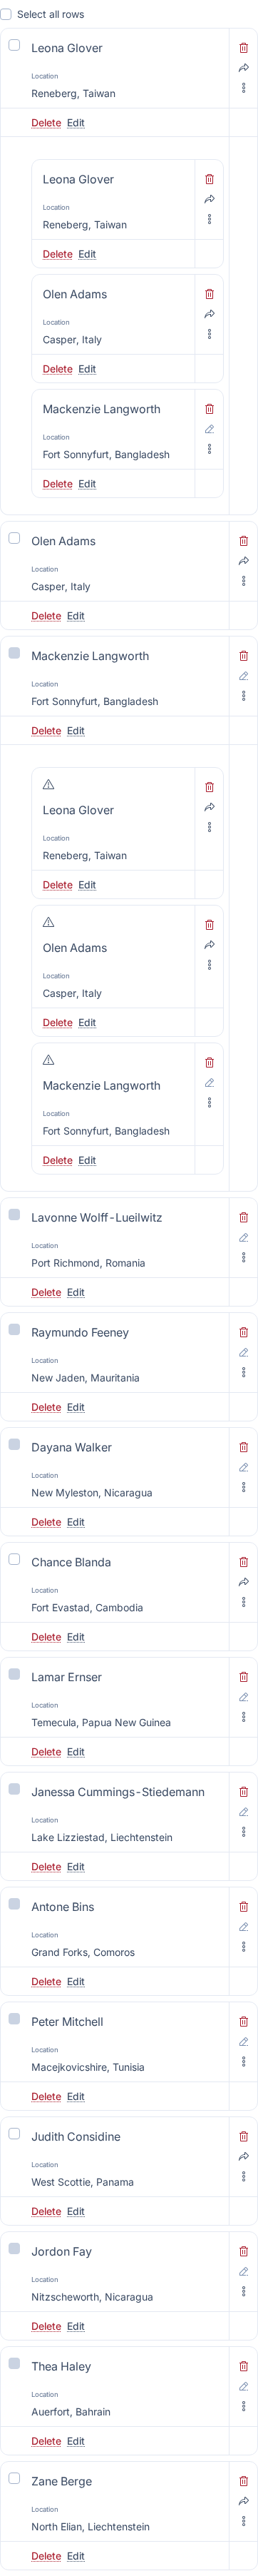 Select all rows
Leona Glover
Location
Reneberg, Taiwan
Delete Edit
Leona Glover
Location
Reneberg, Taiwan
Delete Edit
Olen Adams
Location
Casper, Italy
Delete Edit
Mackenzie Langworth
Location
Fort Sonnyfurt, Bangladesh
Delete Edit
Olen Adams
Location
Casper, Italy
Delete Edit
Mackenzie Langworth
Location
Fort Sonnyfurt, Bangladesh
Delete Edit
Leona Glover
Location
Reneberg, Taiwan
Delete Edit
Olen Adams
Location
Casper, Italy
Delete Edit
Mackenzie Langworth
Location
Fort Sonnyfurt, Bangladesh
Delete Edit
Lavonne Wolff-Lueilwitz
Location
Port Richmond, Romania
Delete Edit
Raymundo Feeney
Location
New Jaden, Mauritania
Delete Edit
Dayana Walker
Location
New Myleston, Nicaragua
Delete Edit
Chance Blanda
Location
Fort Evastad, Cambodia
Delete Edit
Lamar Ernser
Location
Temecula, Papua New Guinea
Delete Edit
Janessa Cummings-Stiedemann
Location
Lake Lizziestad, Liechtenstein
Delete Edit
Antone Bins
Location
Grand Forks, Comoros
Delete Edit
Peter Mitchell
Location
Macejkovicshire, Tunisia
Delete Edit
Judith Considine
Location
West Scottie, Panama
Delete Edit
Jordon Fay
Location
Nitzscheworth, Nicaragua
Delete Edit
Thea Haley
Location
Auerfort, Bahrain
Delete Edit
Zane Berge
Location
North Elian, Liechtenstein
Delete Edit